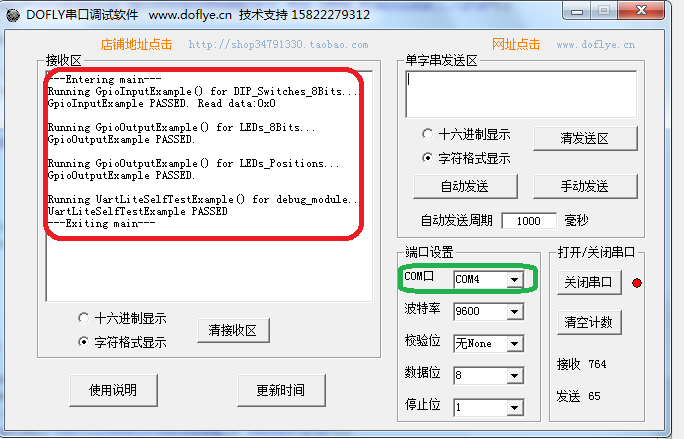 DOFLY串口调试软件 www.doflye.cn 技术支持 15822279312
店铺地址点击 http://shop34791330.taobao.com
网址点击 www.doflye.cn
接收区
---Entering main---
Running GpioInputExample() for DIP_Switches_8Bits...
GpioInputExample PASSED. Read data:0x0
Running GpioOutputExample() for LEDs_8Bits...
GpioOutputExample PASSED.
Running GpioOutputExample() for LEDs_Positions...
GpioOutputExample PASSED.
Running UartLiteSelfTestExample() for debug_module..
UartLiteSelfTestExample PASSED
---Exiting main---
十六进制显示
字符格式显示
清接收区
使用说明
更新时间
单字串发送区
十六进制显示
字符格式显示
清发送区
自动发送
手动发送
自动发送周期 1000 毫秒
端口设置
COM口 COM4
波特率 9600
校验位 无None
数据位 8
停止位 1
打开/关闭串口
关闭串口
清空计数
接收 764
发送 65